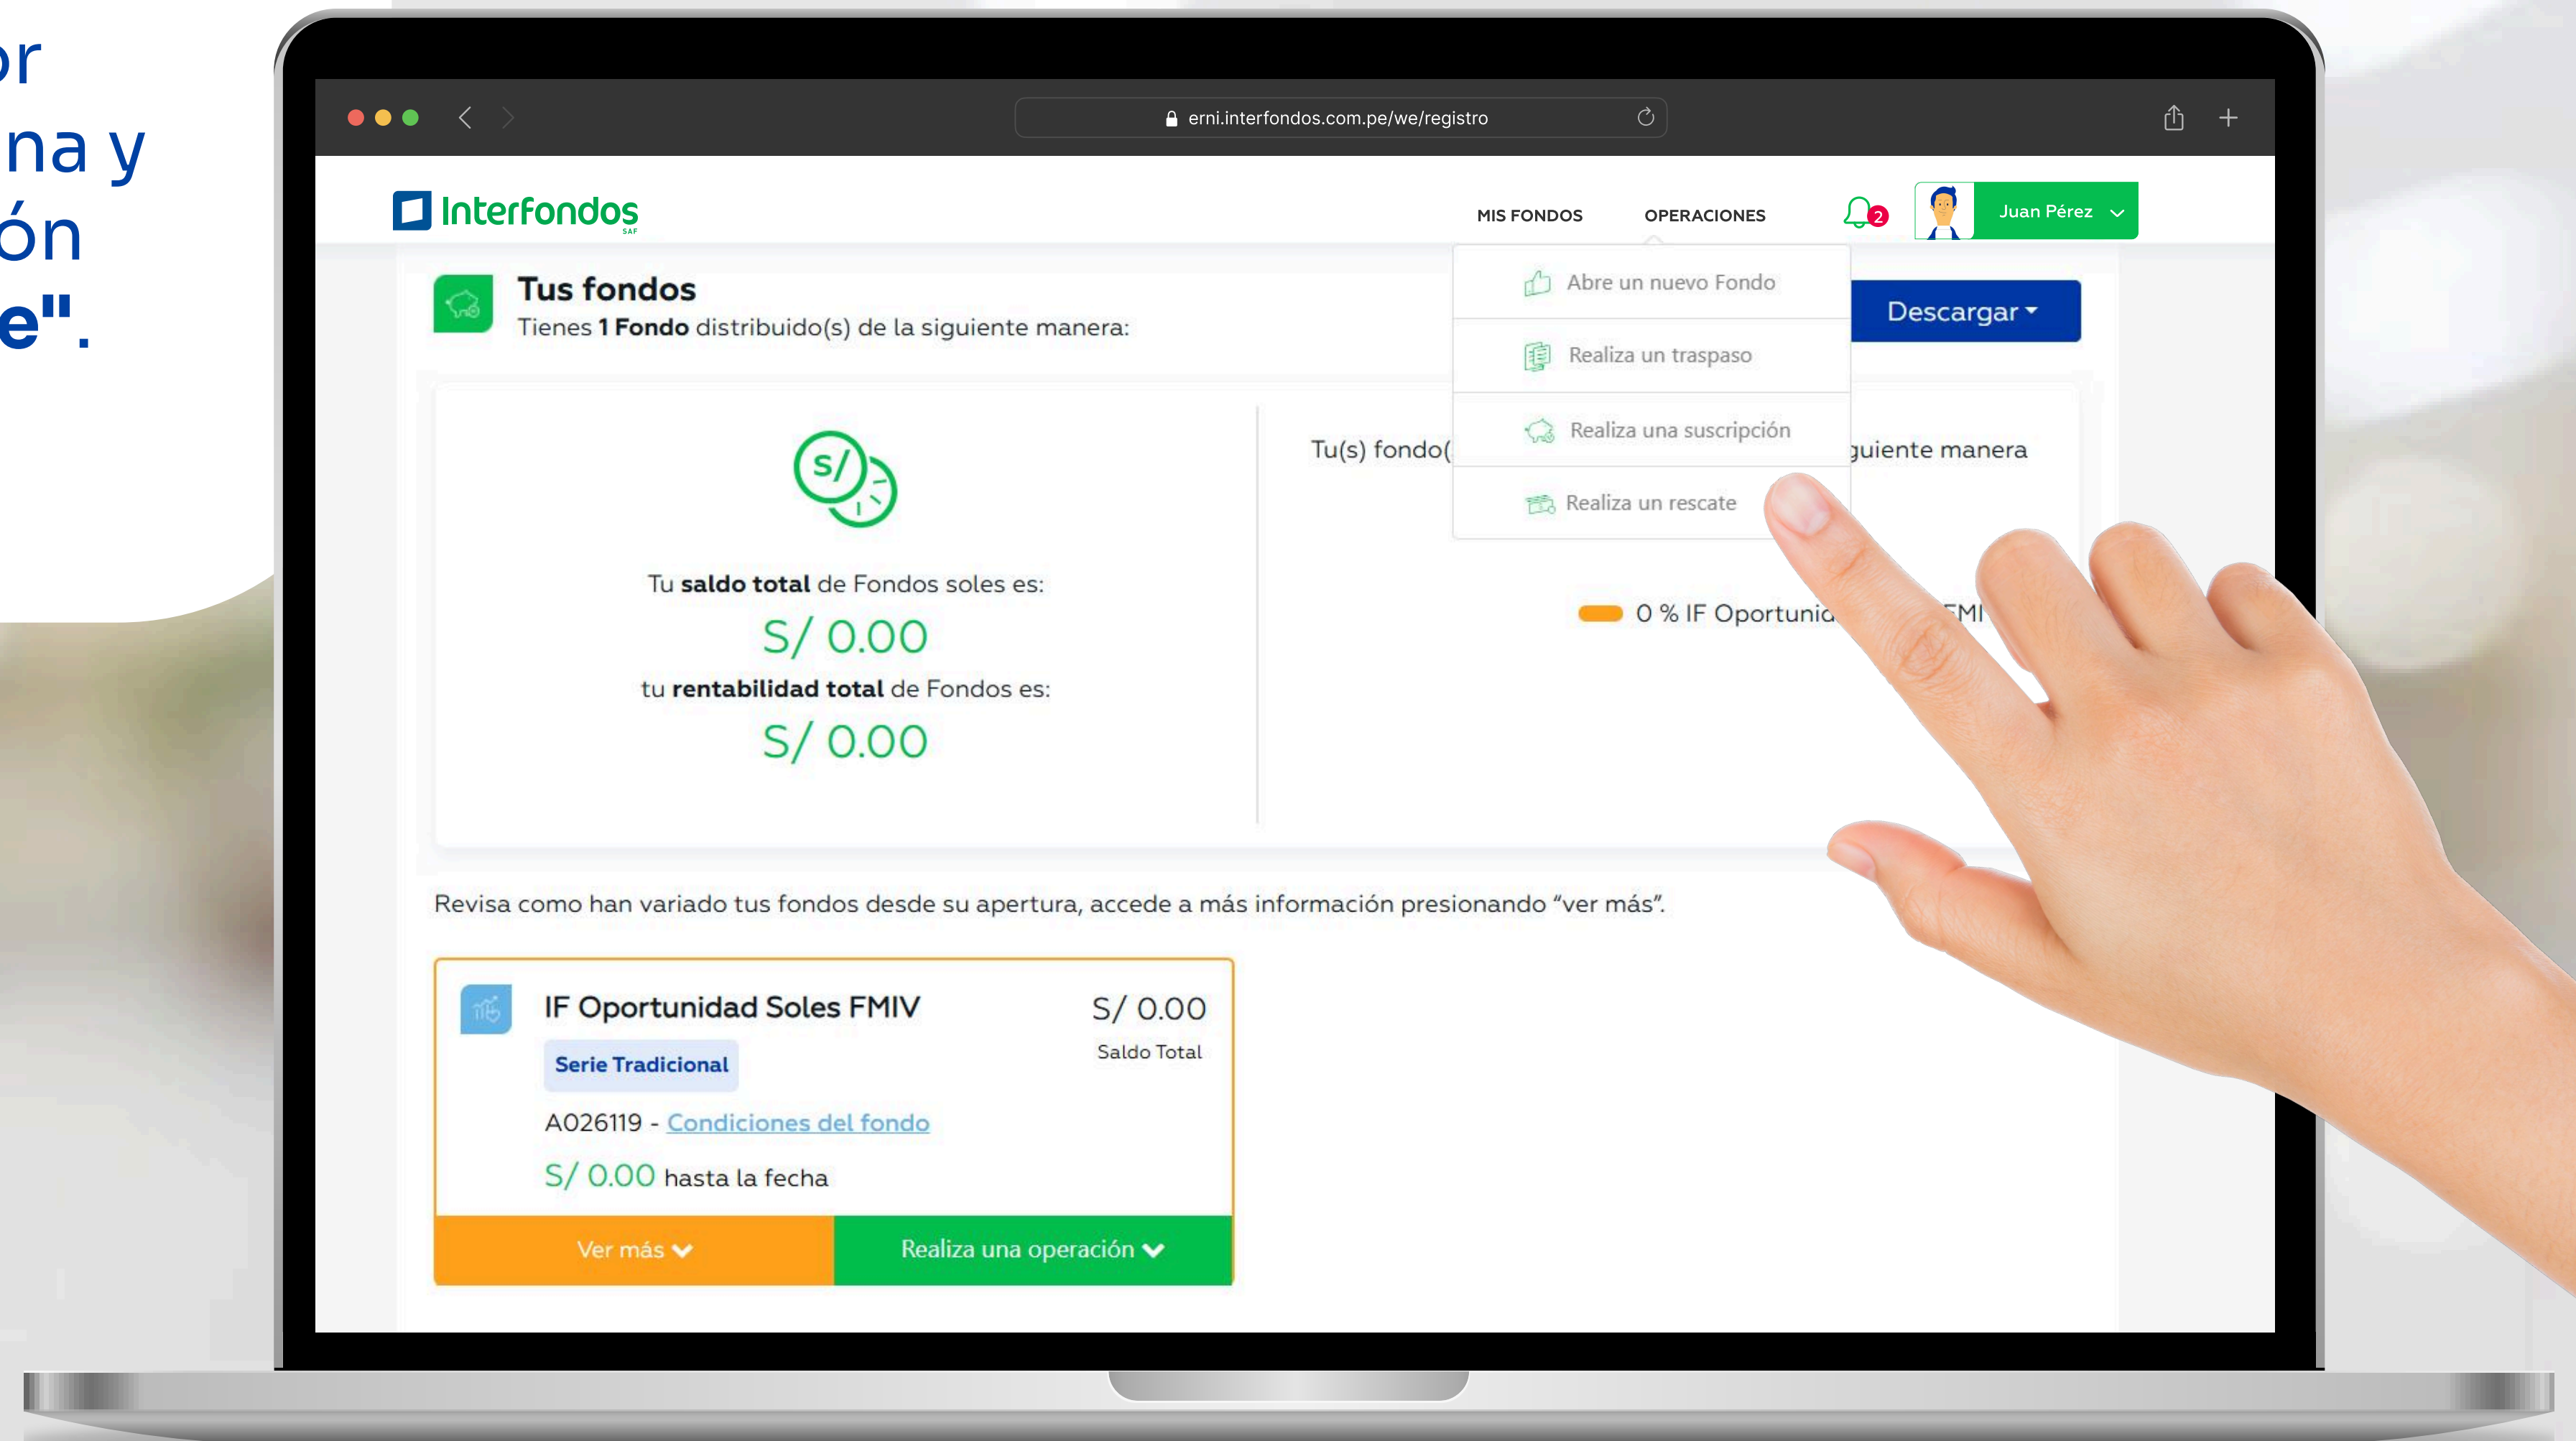 na y
e".
erni.interfondos.com.pe/we/registro
Interfondos
SAF
MIS FONDOS
OPERACIONES
2
Juan Pérez
Tus fondos
Tienes 1 Fondo distribuido(s) de la siguiente manera:
Abre un nuevo Fondo
Realiza un traspaso
Realiza una suscripción
Realiza un rescate
Descargar
S/
Tu saldo total de Fondos soles es:
S/ 0.00
tu rentabilidad total de Fondos es:
S/ 0.00
Tu(s) fondo( guiente manera
0 % IF
Revisa como han variado tus fondos desde su apertura, accede a más información presionando “ver más”.
IF Oportunidad Soles FMIV
S/ 0.00
Serie Tradicional
Saldo Total
A026119 - Condiciones del fondo
S/ 0.00 hasta la fecha
Ver más
Realiza una operación